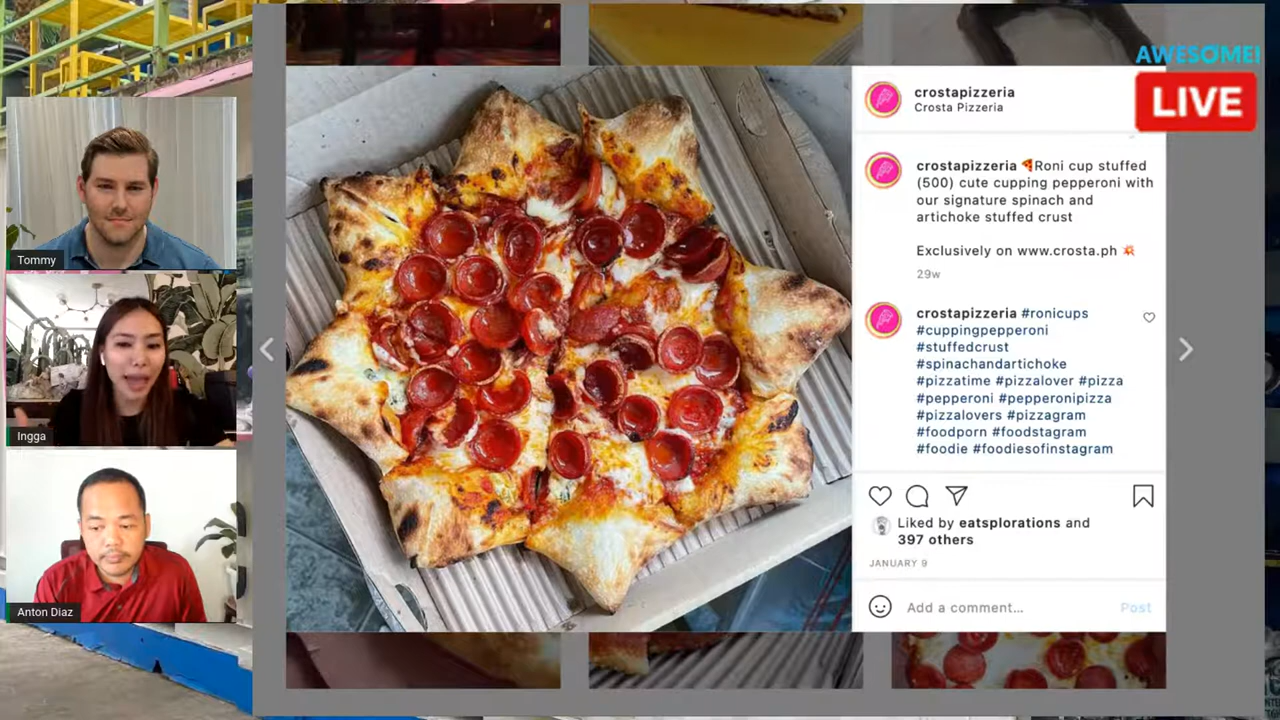 AWESOME!
LIVE
Tommy
Ingga
Anton Diaz
crostapizzeria
Crosta Pizzeria
crostapizzeria 🍕Roni cup stuffed
(500) cute cupping pepperoni with
our signature spinach and
artichoke stuffed crust
Exclusively on www.crosta.ph 💥
29w
crostapizzeria #ronicups
#cuppingpepperoni
#stuffedcrust
#spinachandartichoke
#pizzatime #pizzalover #pizza
#pepperoni #pepperonipizza
#pizzalovers #pizzagram
#foodporn #foodstagram
#foodie #foodiesofinstagram
Liked by eatsplorations and
397 others
JANUARY 9
Add a comment...
Post